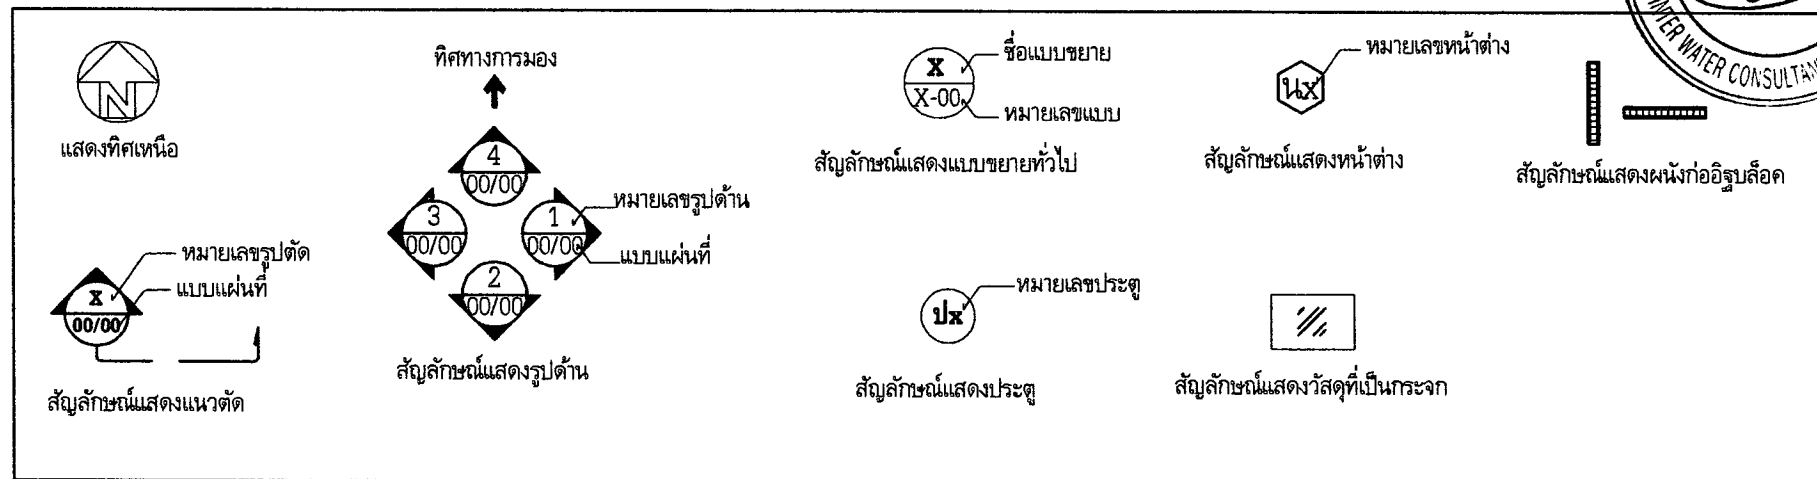 N
แสดงทิศเหนือ
ทิศทางการมอง
4
00/00
3
00/00
1
00/00
2
00/00
หมายเลขรูปด้าน
แบบแผ่นที่
สัญลักษณ์แสดงรูปด้าน
หมายเลขรูปตัด
แบบแผ่นที่
x
00/00
สัญลักษณ์แสดงแนวตัด
X
X-00
ชื่อแบบขยาย
หมายเลขแบบ
สัญลักษณ์แสดงแบบขยายทั่วไป
นx
หมายเลขหน้าต่าง
สัญลักษณ์แสดงหน้าต่าง
สัญลักษณ์แสดงผนังก่ออิฐบล็อค
ปx
หมายเลขประตู
สัญลักษณ์แสดงประตู
สัญลักษณ์แสดงวัสดุที่เป็นกระจก
WATER CONSULTAN